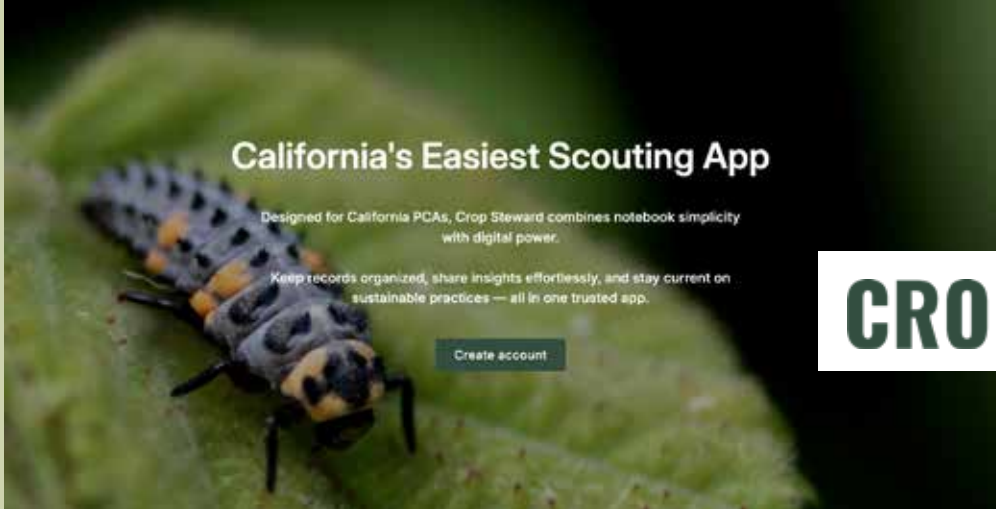 California's Easiest Scouting App
Designed for California PCAs, Crop Steward combines notebook simplicity
with digital power.
Keep records organized, share insights effortlessly, and stay current on
sustainable practices — all in one trusted app.
Create account
CRO